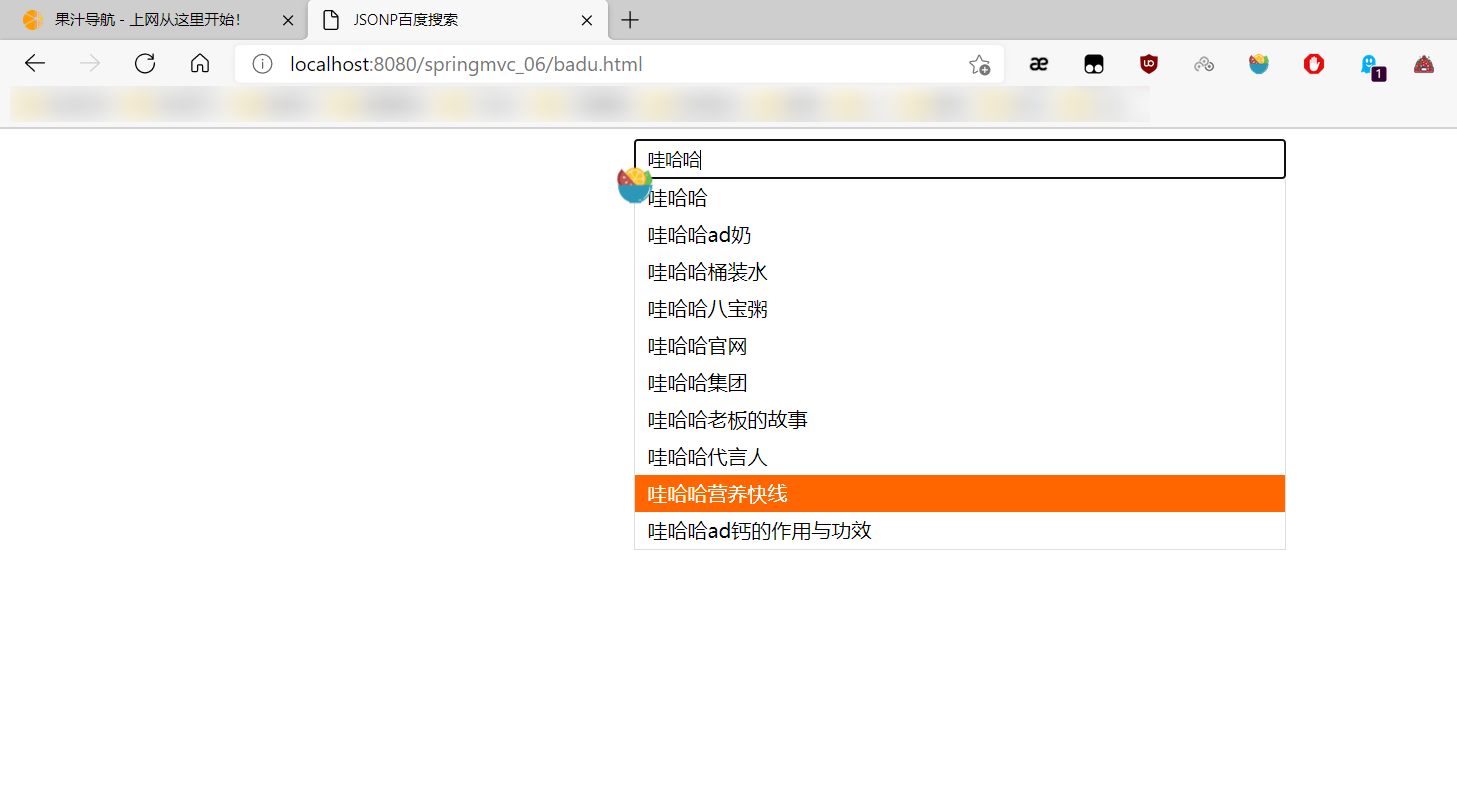 果汁导航 - 上网从这里开始!
JSONP百度搜索
localhost:8080/springmvc_06/badu.html
æ
1
哇哈哈
哇哈哈
哇哈哈ad奶
哇哈哈桶装水
哇哈哈八宝粥
哇哈哈官网
哇哈哈集团
哇哈哈老板的故事
哇哈哈代言人
哇哈哈营养快线
哇哈哈ad钙的作用与功效